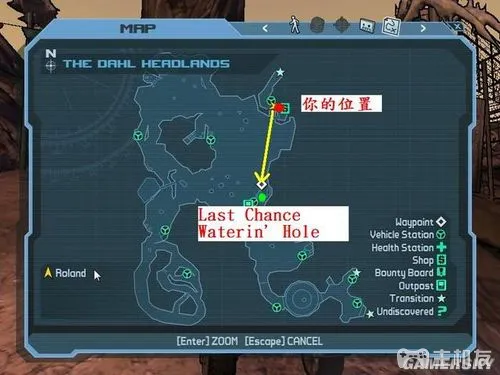 MAP
N
THE DAHL HEADLANDS
你的位置
Last Chance
Waterin' Hole
Waypoint
Vehicle Station
Health Station
Shop
Bounty Board
Outpost
Transition
Undiscovered
Roland
[Enter] ZOOM [Escape] CANCEL
GAMERSKY